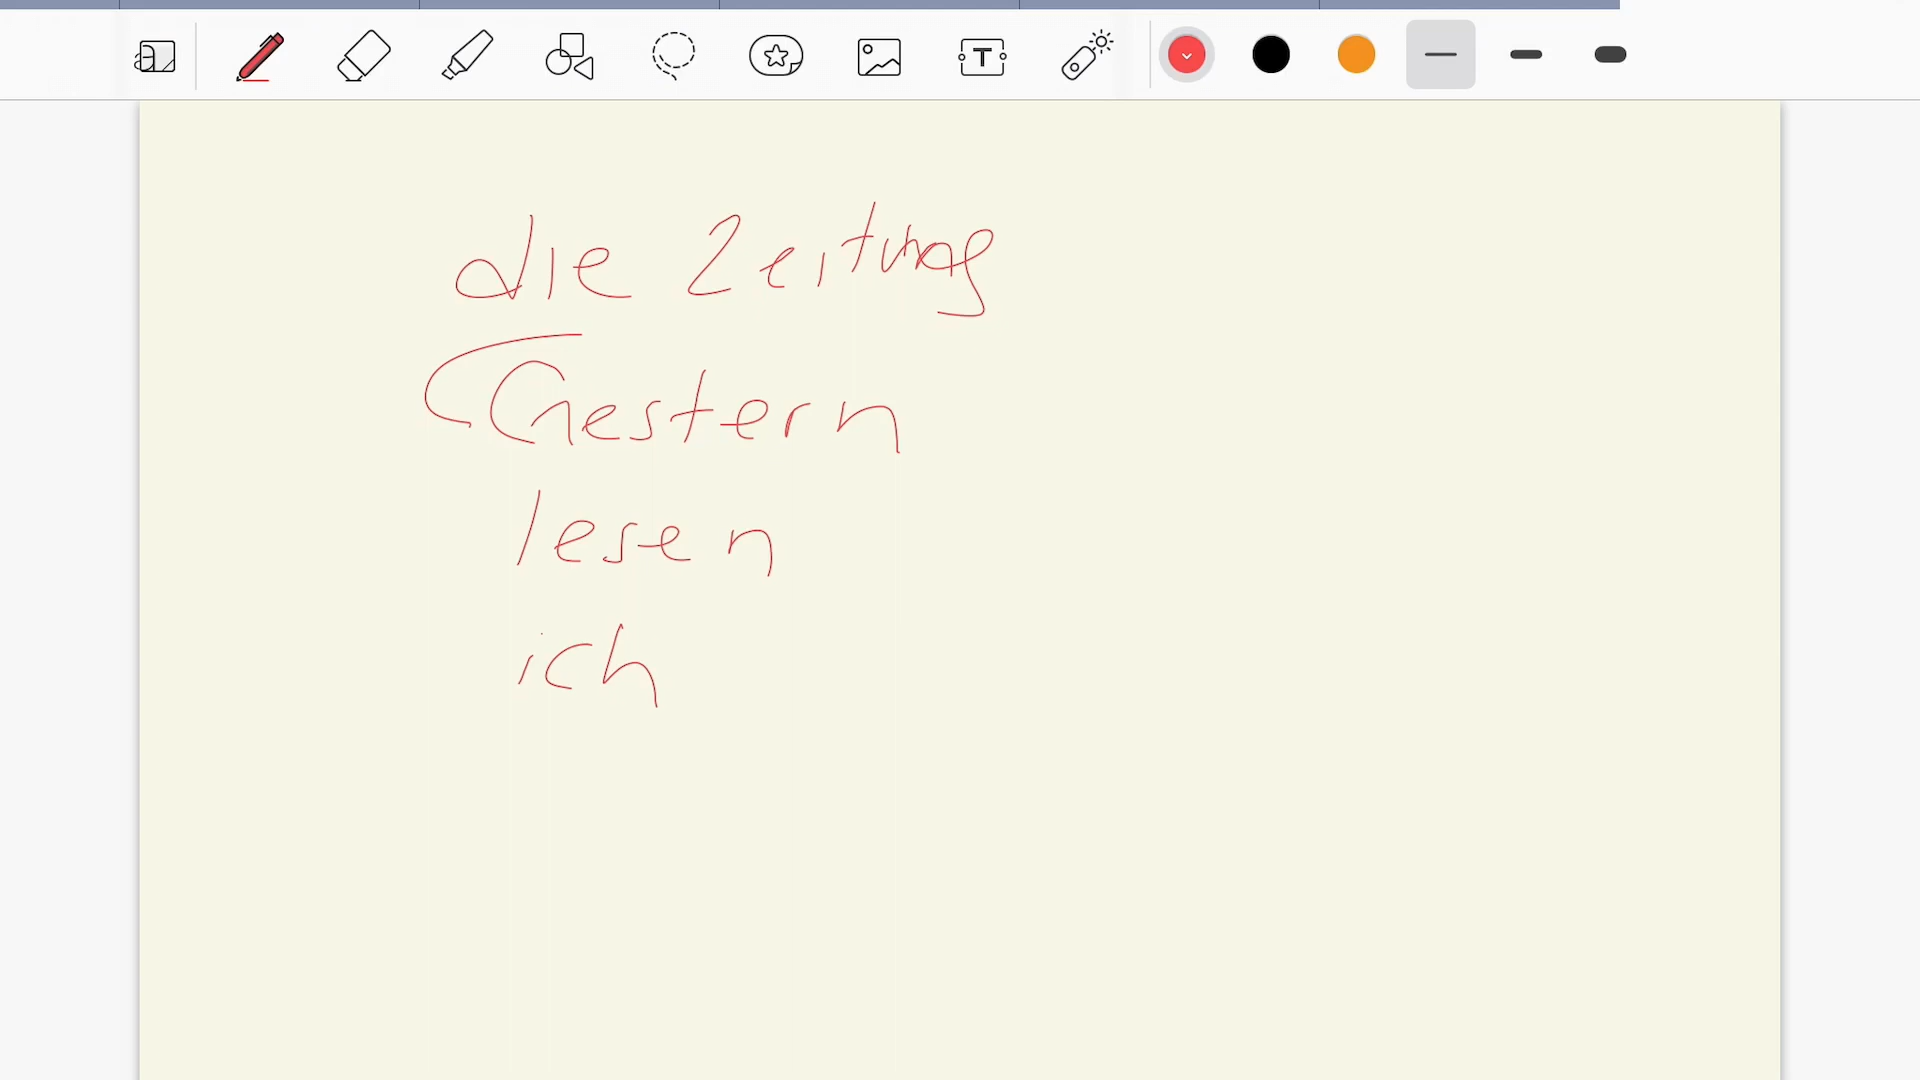 die Zeitung
Gestern
lesen
ich